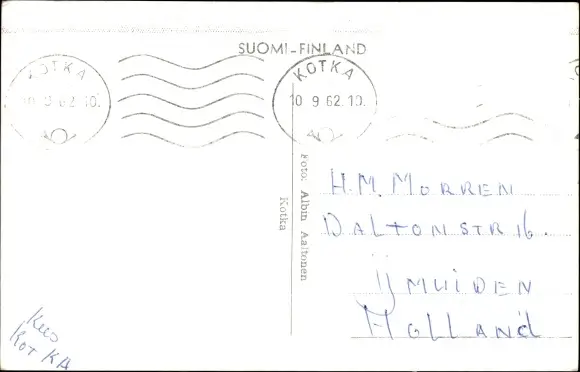 SUOMI-FINLAND
KOTKA
10. 9 62 10.
KOTKA
10. 9 62.10.
Foto: Albin Aaltonen
Kotka
H.M. MORREN
DALTONSTR 16.
IJMUIDEN
HOLLAND
KOTKA